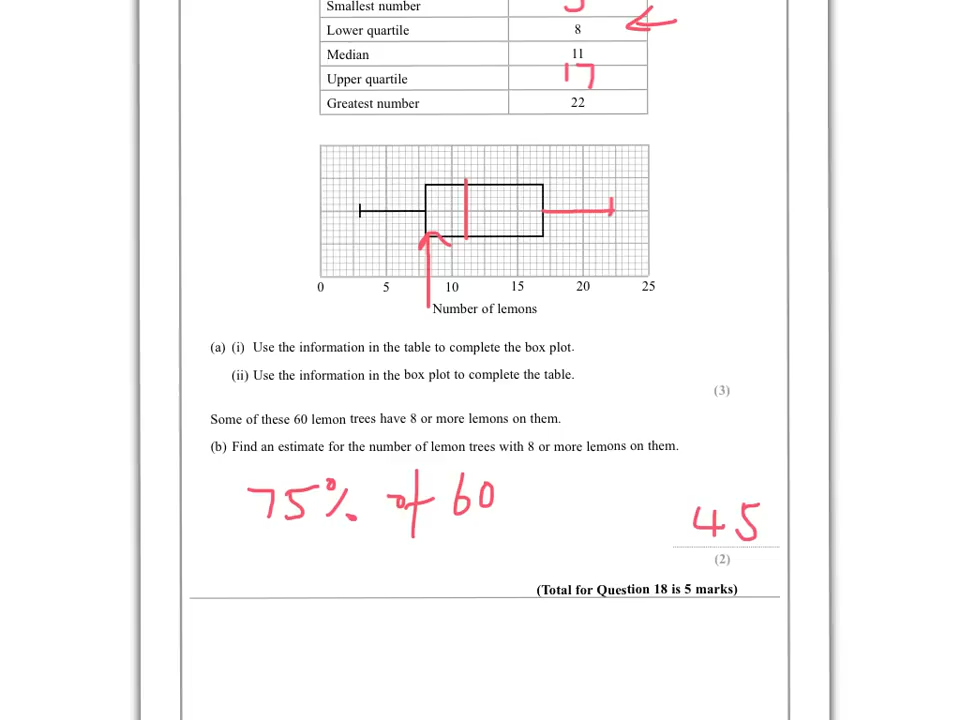 Smallest number 3
Lower quartile 8
Median 11
Upper quartile 17
Greatest number 22
0 5 10 15 20 25
Number of lemons
(a) (i) Use the information in the table to complete the box plot.
(ii) Use the information in the box plot to complete the table.
(3)
Some of these 60 lemon trees have 8 or more lemons on them.
(b) Find an estimate for the number of lemon trees with 8 or more lemons on them.
75% of 60
45
(2)
(Total for Question 18 is 5 marks)